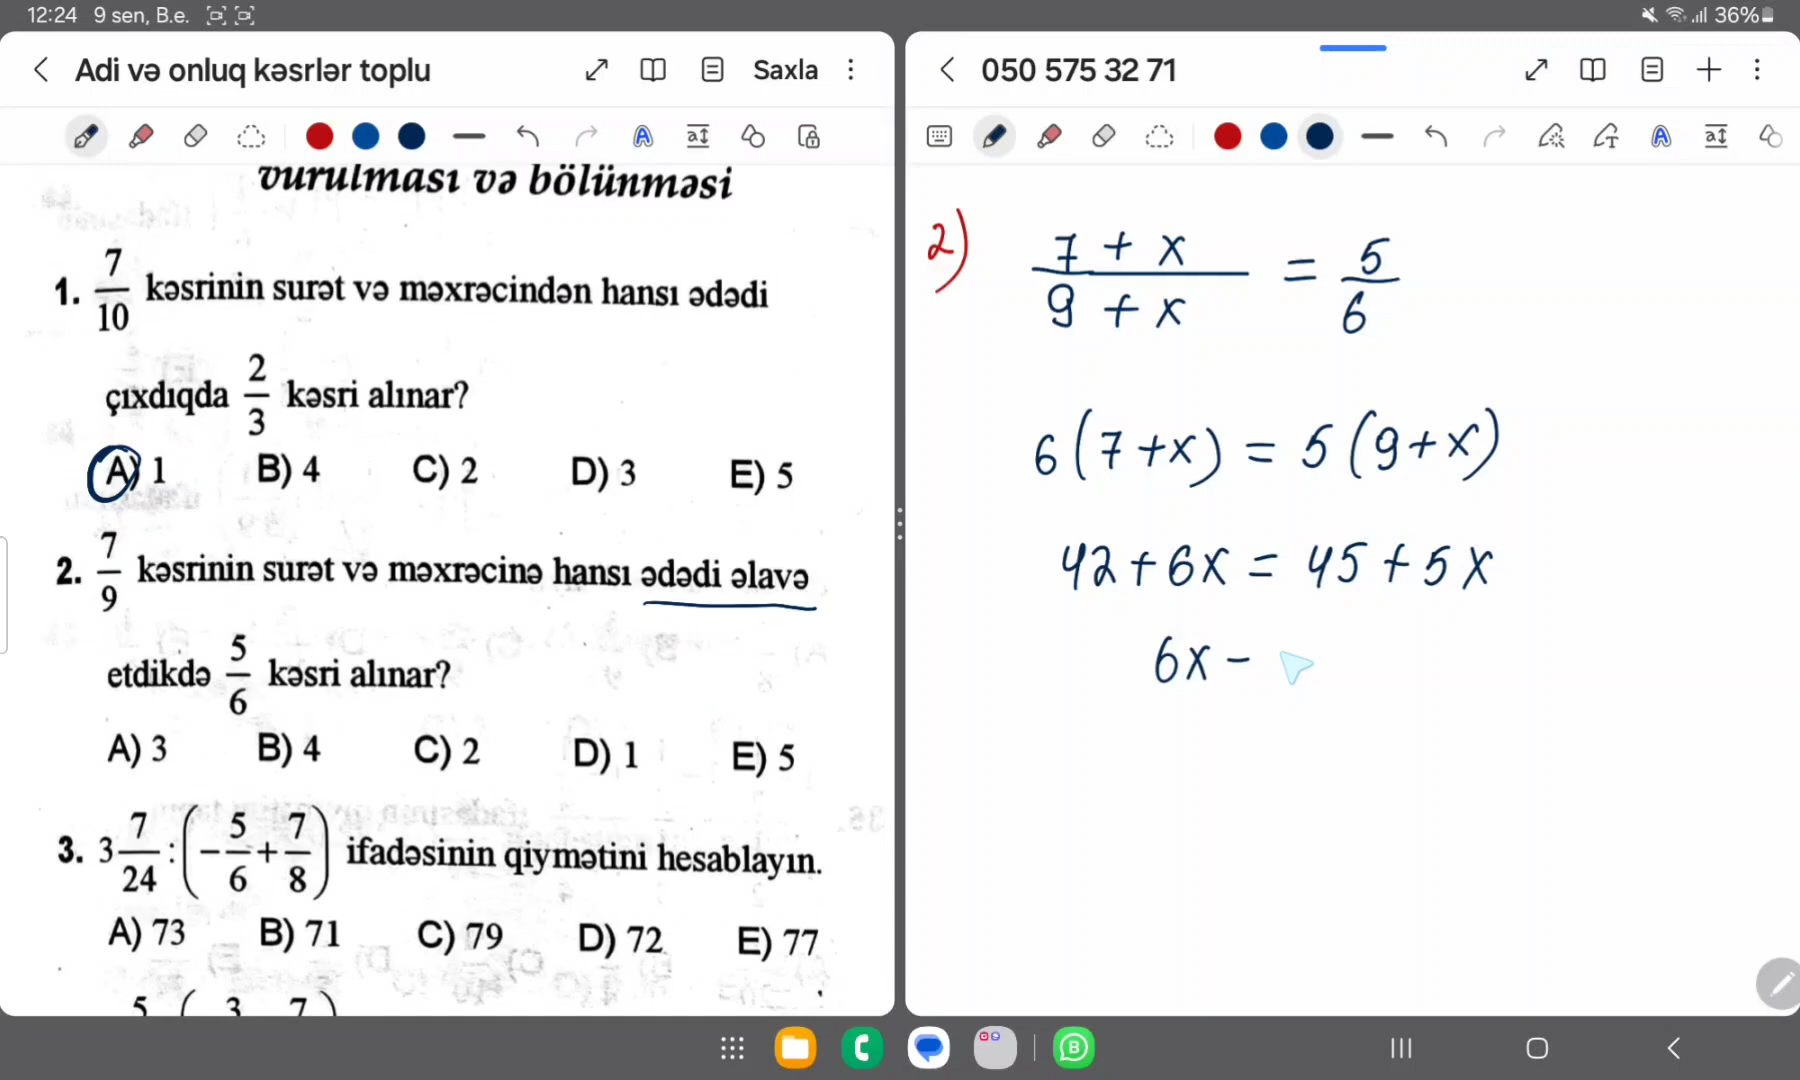 12:24 9 sen, B.e. 36%
Adi və onluq kəsrlər toplu Saxla
vurulması və bölünməsi
1. 7/10 kəsrinin surət və məxrəcindən hansı ədədi
çıxdıqda 2/3 kəsri alınar?
A) 1 B) 4 C) 2 D) 3 E) 5
2. 7/9 kəsrinin surət və məxrəcinə hansı ədədi əlavə
etdikdə 5/6 kəsri alınar?
A) 3 B) 4 C) 2 D) 1 E) 5
3. 3 7/24 : (−5/6 + 7/8) ifadəsinin qiymətini hesablayın.
A) 73 B) 71 C) 79 D) 72 E) 77
5 ( 3 7 )
050 575 32 71
2) (7 + x)/(9 + x) = 5/6
6(7+x) = 5(9+x)
42+6x = 45+5x
6x −